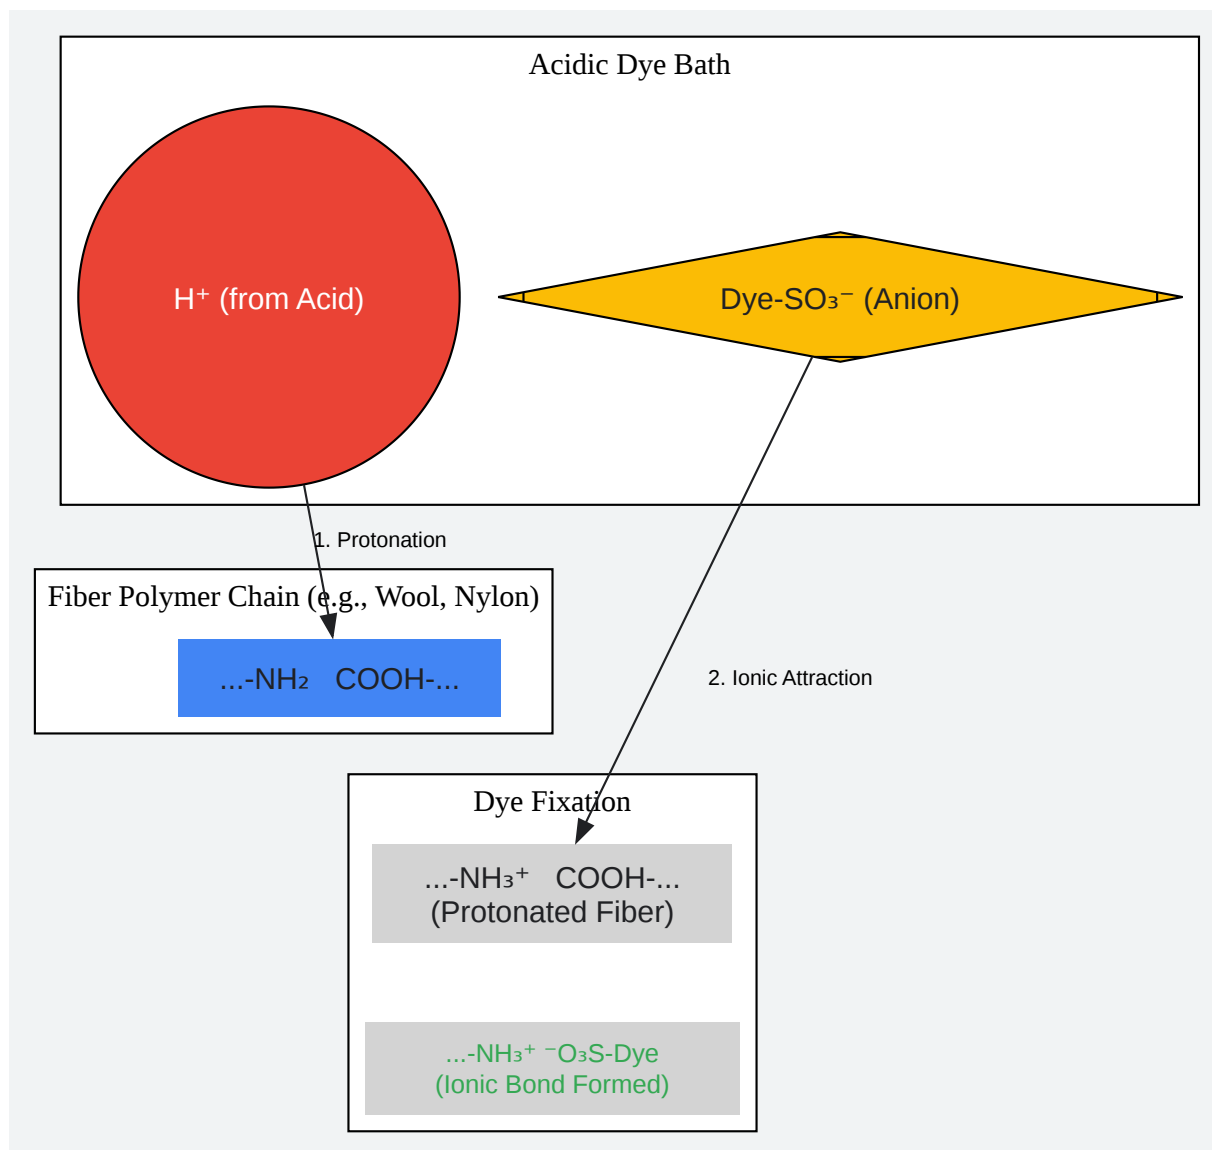 Acidic Dye Bath
H⁺ (from Acid)
Dye-SO₃⁻ (Anion)
1. Protonation
Fiber Polymer Chain (e.g., Wool, Nylon)
...-NH₂   COOH-...
2. Ionic Attraction
Dye Fixation
...-NH₃⁺   COOH-...
(Protonated Fiber)
...-NH₃⁺ ⁻O₃S-Dye
(Ionic Bond Formed)